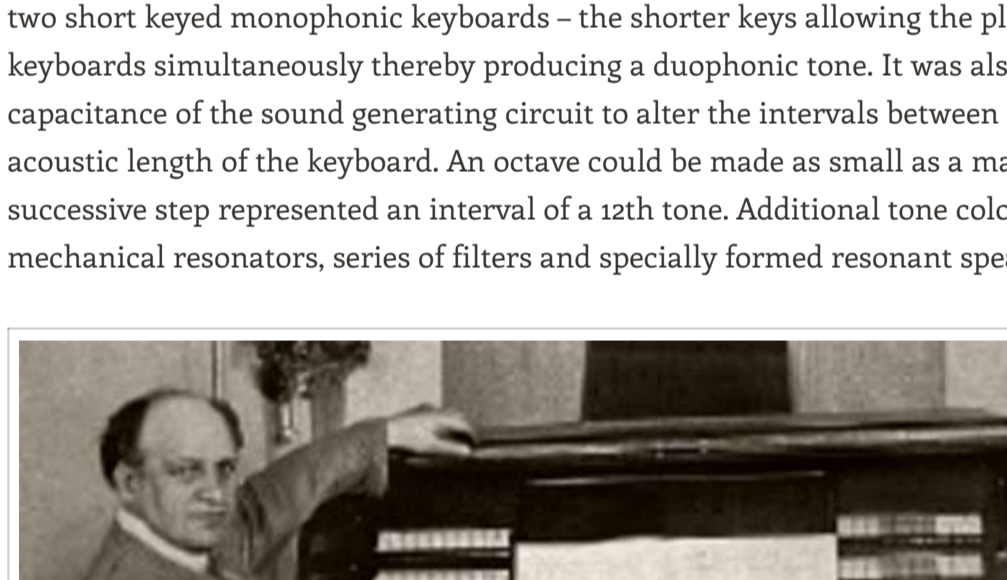 two short keyed monophonic keyboards – the shorter keys allowing the
keyboards simultaneously thereby producing a duophonic tone. It was
capacitance of the sound generating circuit to alter the intervals between
acoustic length of the keyboard. An octave could be made as small as a
successive step represented an interval of a 12th tone. Additional tone
mechanical resonators, series of filters and specially formed resonant